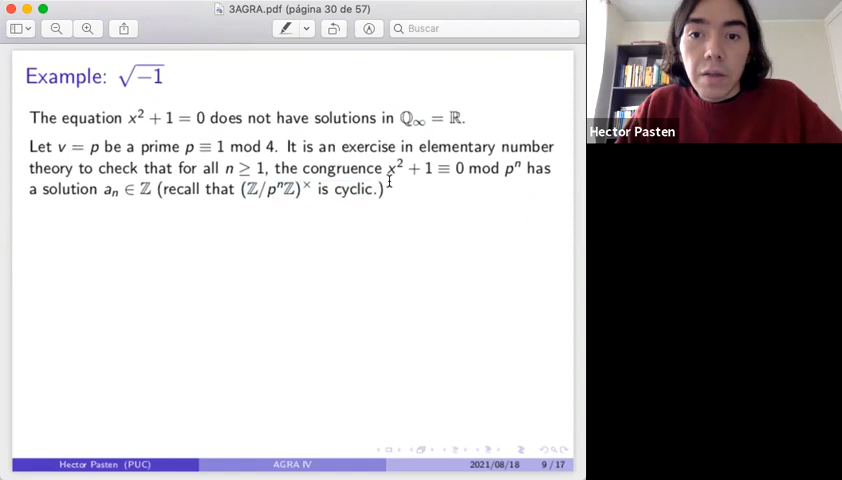 3AGRA.pdf (página 30 de 57)
Buscar
Example: √−1
The equation x² + 1 = 0 does not have solutions in ℚ∞ = ℝ.
Let v = p be a prime p ≡ 1 mod 4. It is an exercise in elementary number
theory to check that for all n ≥ 1, the congruence x² + 1 ≡ 0 mod pⁿ has
a solution aₙ ∈ ℤ (recall that (ℤ/pⁿℤ)× is cyclic.)
Hector Pasten (PUC) AGRA IV 2021/08/18 9 / 17
Hector Pasten